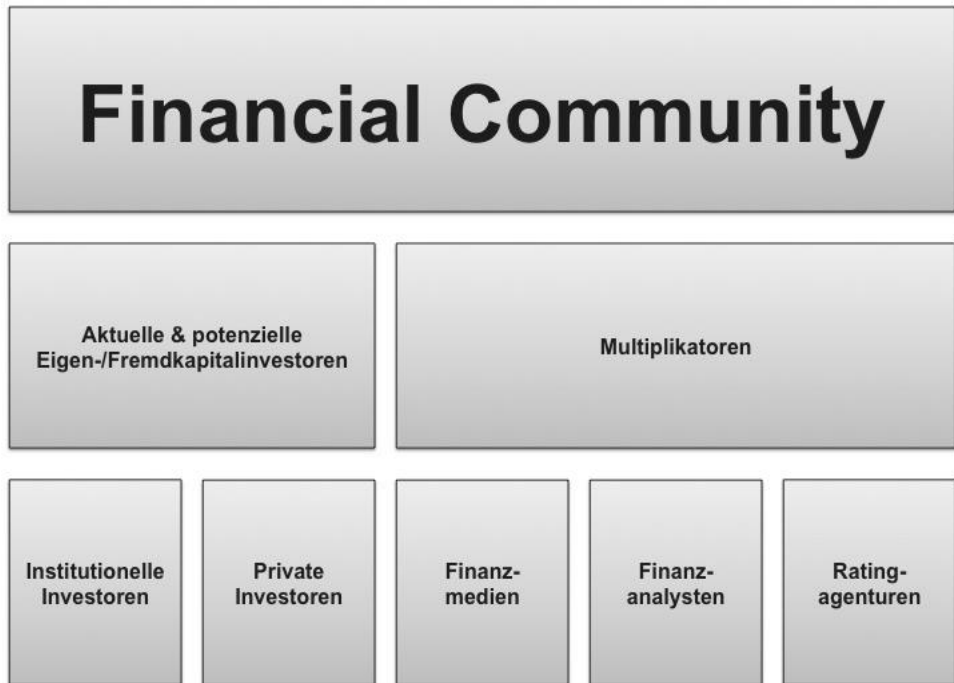 Financial Community
Aktuelle & potenzielle
Eigen-/Fremdkapitalinvestoren
Multiplikatoren
Institutionelle
Investoren
Private
Investoren
Finanz-
medien
Finanz-
analysten
Rating-
agenturen